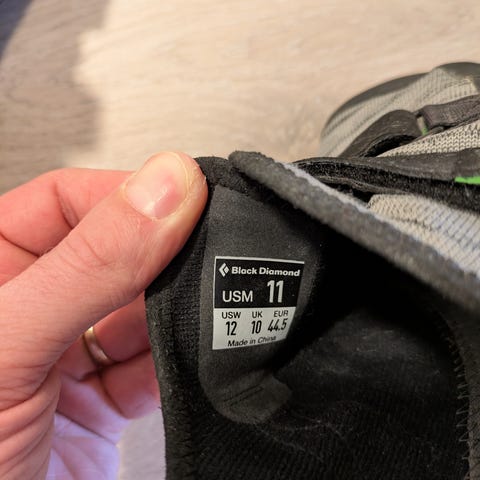 Black Diamond
USM 11
USW UK EUR
12 10 44.5
Made in China